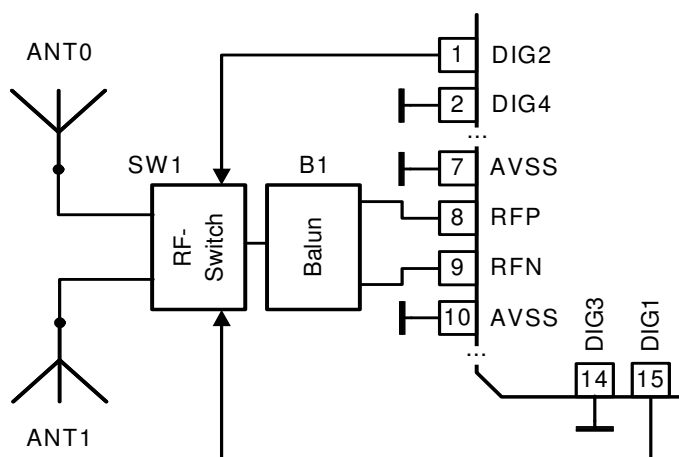 ANT0
1 DIG2
2 DIG4
...
SW1 B1
7 AVSS
RF-
Switch
Balun
8 RFP
9 RFN
10 AVSS
...
DIG3 DIG1
14 15
ANT1